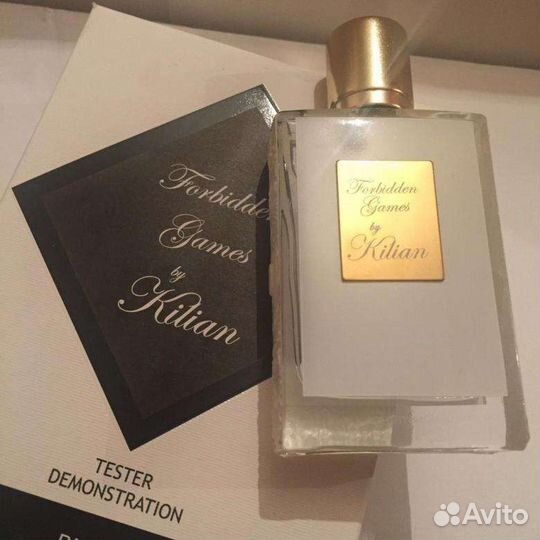 Forbidden
Games
by
Kilian
TESTER
DEMONSTRATION
Forbidden
Games
by
Kilian
Avito